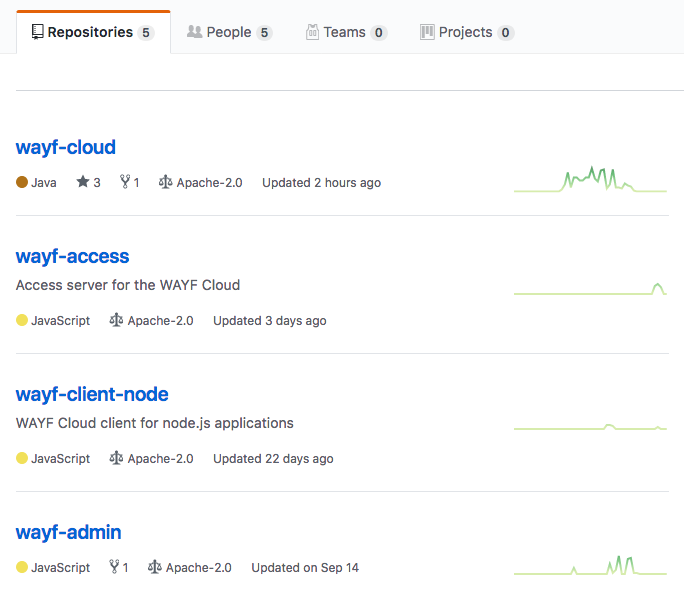 Repositories 5 People 5 Teams 0 Projects 0
wayf-cloud
Java 3 1 Apache-2.0 Updated 2 hours ago
wayf-access
Access server for the WAYF Cloud
JavaScript Apache-2.0 Updated 3 days ago
wayf-client-node
WAYF Cloud client for node.js applications
JavaScript Apache-2.0 Updated 22 days ago
wayf-admin
JavaScript 1 Apache-2.0 Updated on Sep 14